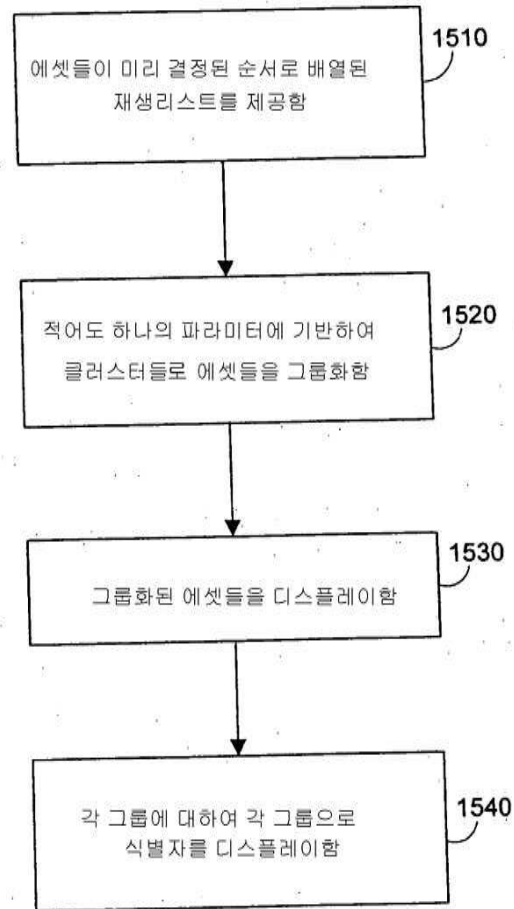 1510
에셋들이 미리 결정된 순서로 배열된
재생리스트를 제공함
1520
적어도 하나의 파라미터에 기반하여
클러스터들로 에셋들을 그룹화함
1530
그룹화된 에셋들을 디스플레이함
1540
각 그룹에 대하여 각 그룹으로
식별자를 디스플레이함